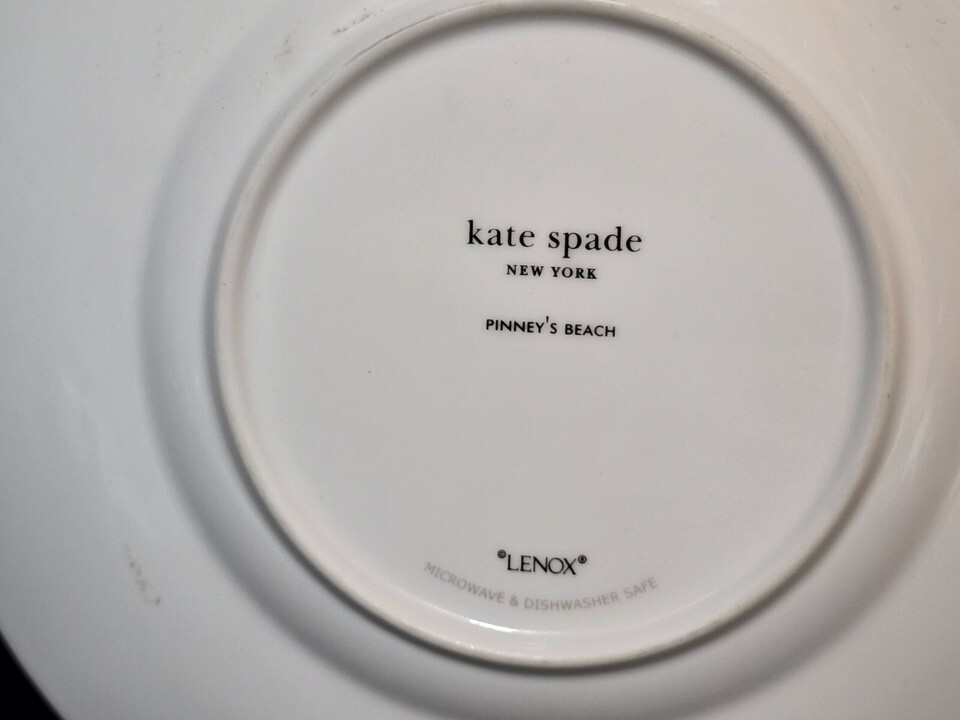 kate spade
NEW YORK
PINNEY'S BEACH
©LENOX®
MICROWAVE & DISHWASHER SAFE